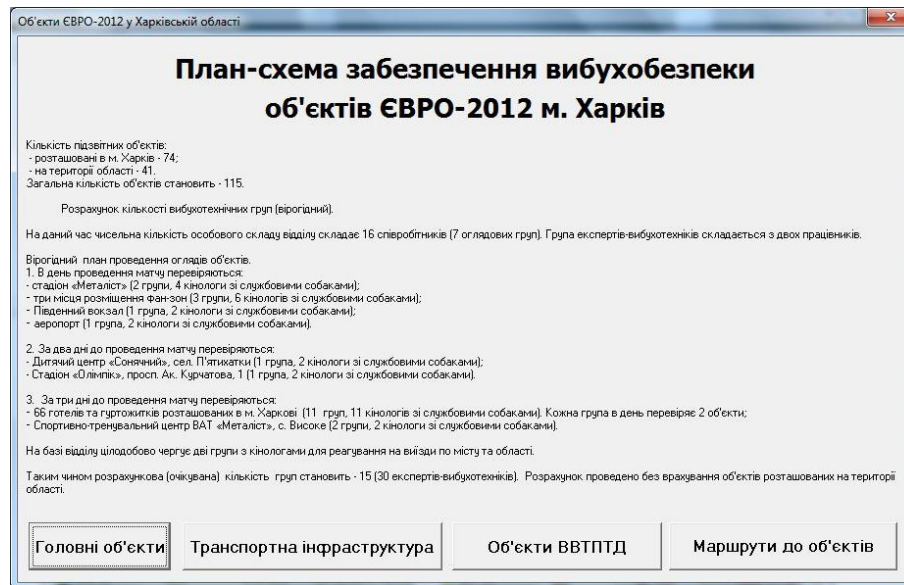 Об'єкти ЄВРО-2012 у Харківській області
План-схема забезпечення вибухобезпеки
об'єктів ЄВРО-2012 м. Харків
Кількість підзвітних об'єктів:
- розташовані в м. Харків - 74;
- на території області - 41.
Загальна кількість об'єктів становить - 115.
Розрахунок кількості вибухотехнічних груп (вірогідний).
На даний час чисельна кількість особового складу відділу складає 16 співробітників (7 оглядових груп). Група експертів-вибухотехніків складається з двох працівників.
Вірогідний план проведення оглядів об'єктів.
1. В день проведення матчу перевіряються:
- стадіон «Металіст» (2 групи, 4 кінологи зі службовими собаками);
- три місця розміщення фан-зон (3 групи, 6 кінологів зі службовими собаками);
- Південний вокзал (1 група, 2 кінологи зі службовими собаками);
- аеропорт (1 група, 2 кінологи зі службовими собаками).
2. За два дні до проведення матчу перевіряються:
- Дитячий центр «Сонячний», сел. П'ятихатки (1 група, 2 кінологи зі службовими собаками);
- Стадіон «Олімпік», просп. Ак. Курчатова, 1 (1 група, 2 кінологи зі службовими собаками).
3. За три дні до проведення матчу перевіряються:
- 66 готелів та гуртожитків розташованих в м. Харкові (11 груп, 11 кінологів зі службовими собаками). Кожна група в день перевіряє 2 об'єкти;
- Спортивно-тренувальний центр ВАТ «Металіст», с. Високе (2 групи, 2 кінологи зі службовими собаками).
На базі відділу цілодобово чергує дві групи з кінологами для реагування на виїзди по місту та області.
Таким чином розрахункова (очікувана) кількість груп становить - 15 (30 експертів-вибухотехніків). Розрахунок проведено без врахування об'єктів розташованих на території
області.
Головні об'єкти Транспортна інфраструктура Об'єкти ВВТПТД Маршрути до об'єктів